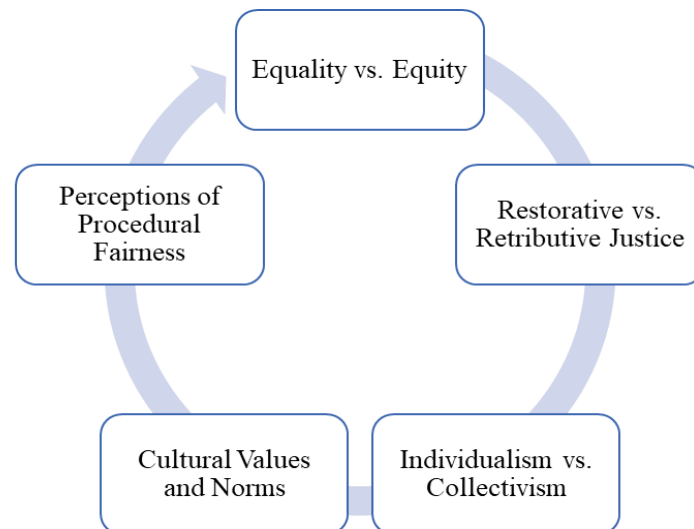 Equality vs. Equity
Restorative vs.
Retributive Justice
Individualism vs.
Collectivism
Cultural Values
and Norms
Perceptions of
Procedural
Fairness